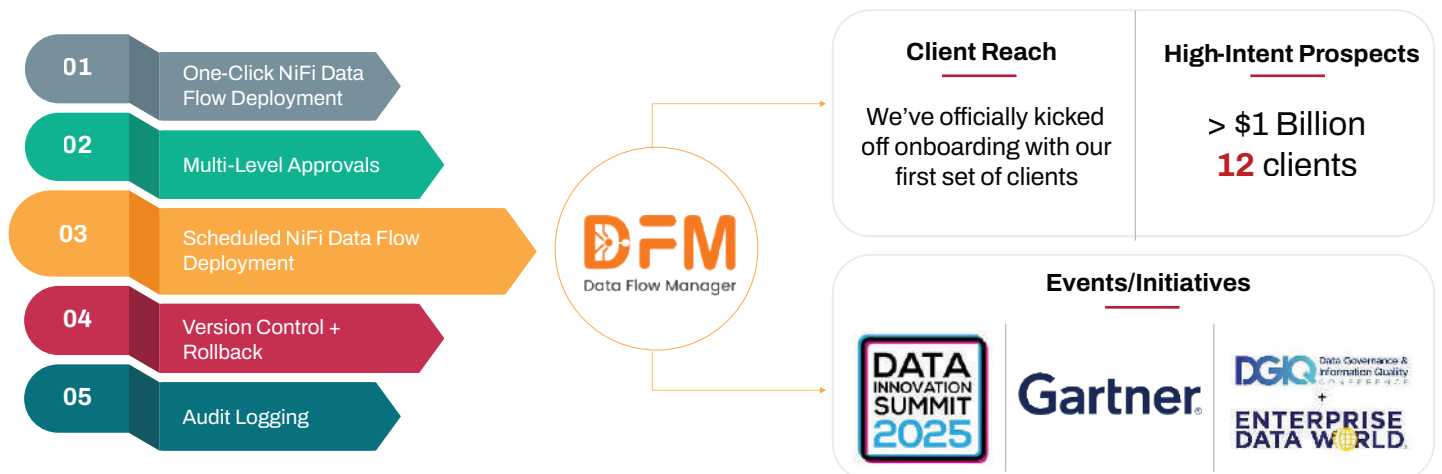 01
One-Click NiFi Data
Flow Deployment
02
Multi-Level Approvals
03
Scheduled NiFi Data Flow
Deployment
04
Version Control +
Rollback
05
Audit Logging
DFM
Data Flow Manager
Client Reach
We’ve officially kicked
off onboarding with our
first set of clients
High-Intent Prospects
> $1 Billion
12 clients
Events/Initiatives
DATA
INNOVATION
SUMMIT
2025
Gartner®
DGIQ
Data Governance &
Information Quality
CONFERENCE
+
ENTERPRISE
DATA WORLD